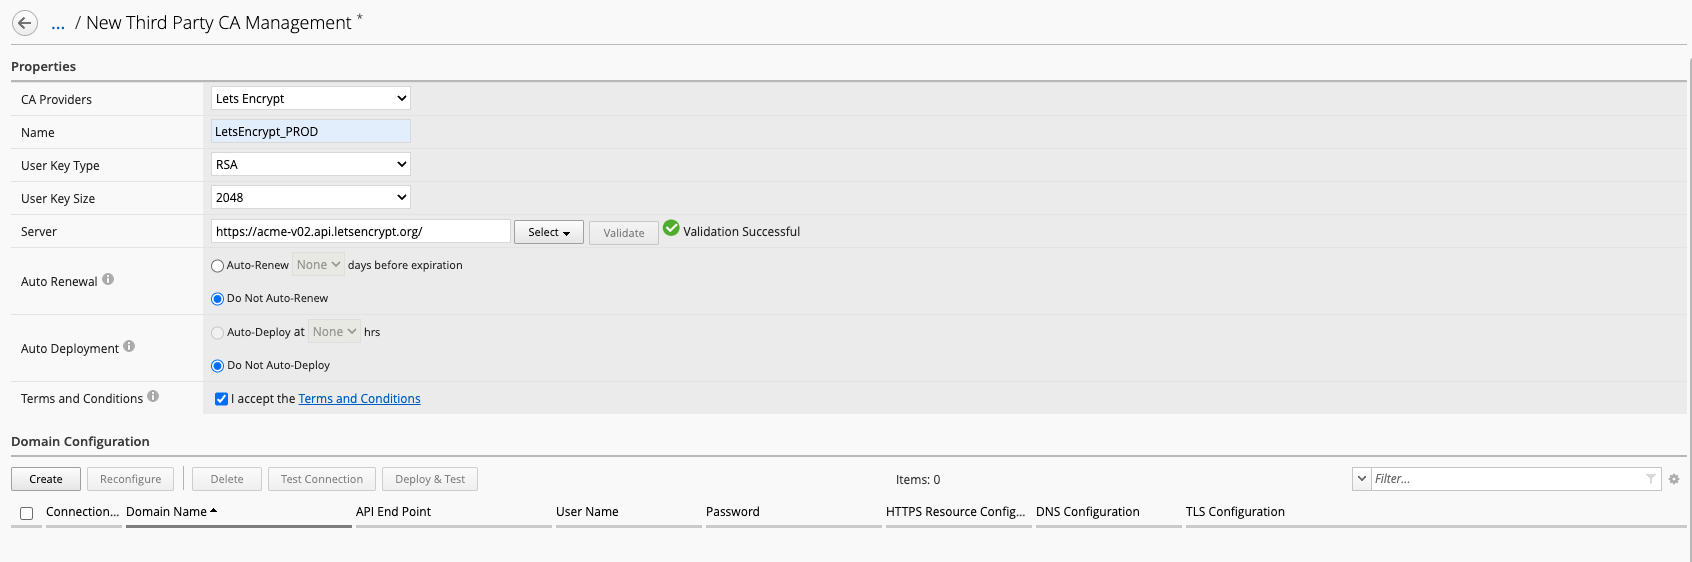 ... / New Third Party CA Management *
Properties
CA Providers Lets Encrypt
Name LetsEncrypt_PROD
User Key Type RSA
User Key Size 2048
Server https://acme-v02.api.letsencrypt.org/ Select Validate Validation Successful
Auto Renewal Auto-Renew None days before expiration
Do Not Auto-Renew
Auto Deployment Auto-Deploy at None hrs
Do Not Auto-Deploy
Terms and Conditions I accept the Terms and Conditions
Domain Configuration
Create Reconfigure Delete Test Connection Deploy & Test Items: 0 Filter...
Connection... Domain Name API End Point User Name Password HTTPS Resource Config... DNS Configuration TLS Configuration